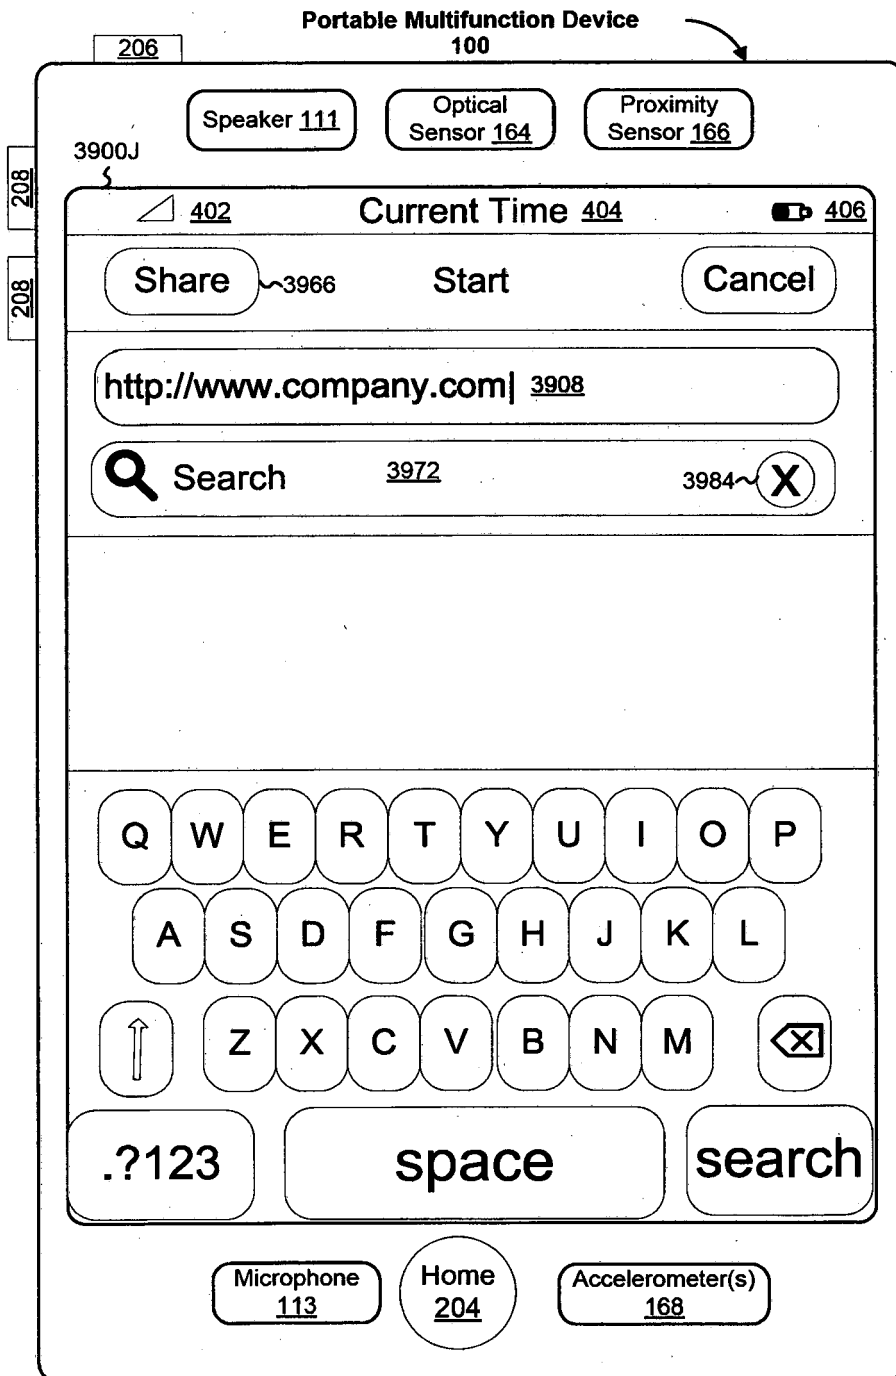 Portable Multifunction Device
100
206
Speaker 111
Optical
Sensor 164
Proximity
Sensor 166
3900J
208
208
402 Current Time 404 406
Share 3966 Start Cancel
http://www.company.com| 3908
Search 3972 3984 X
Q W E R T Y U I O P
A S D F G H J K L
Z X C V B N M
.?123 space search
Microphone
113
Home
204
Accelerometer(s)
168